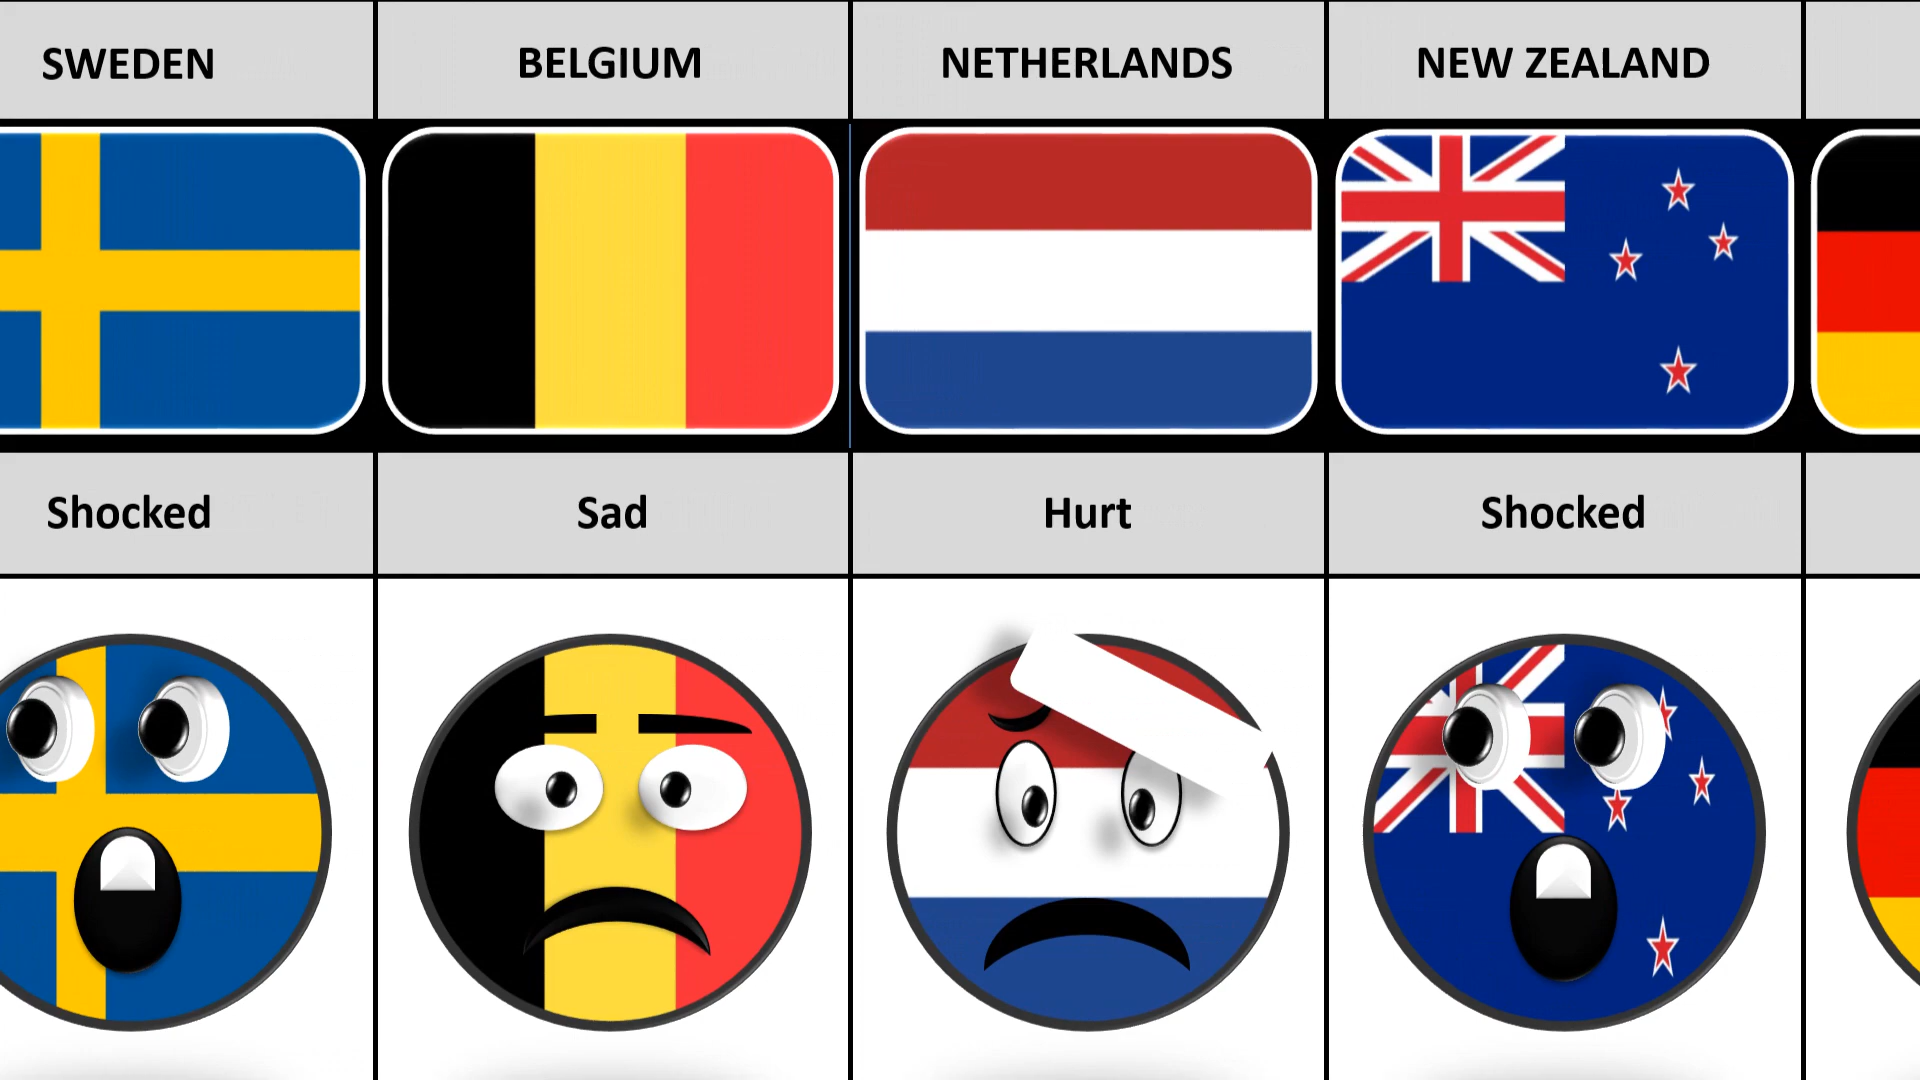 SWEDEN
BELGIUM
NETHERLANDS
NEW ZEALAND
Shocked
Sad
Hurt
Shocked